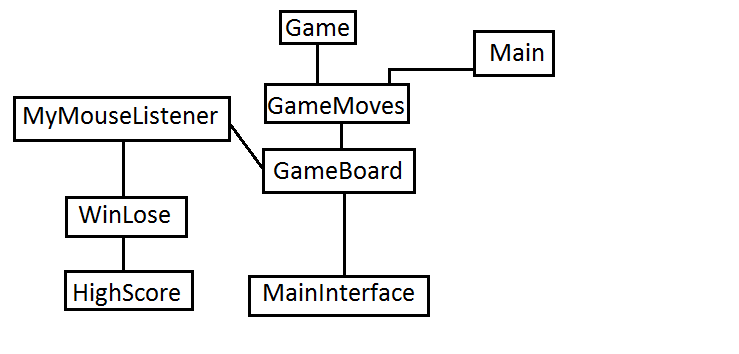 Game
Main
GameMoves
MyMouseListener
GameBoard
WinLose
HighScore
MainInterface